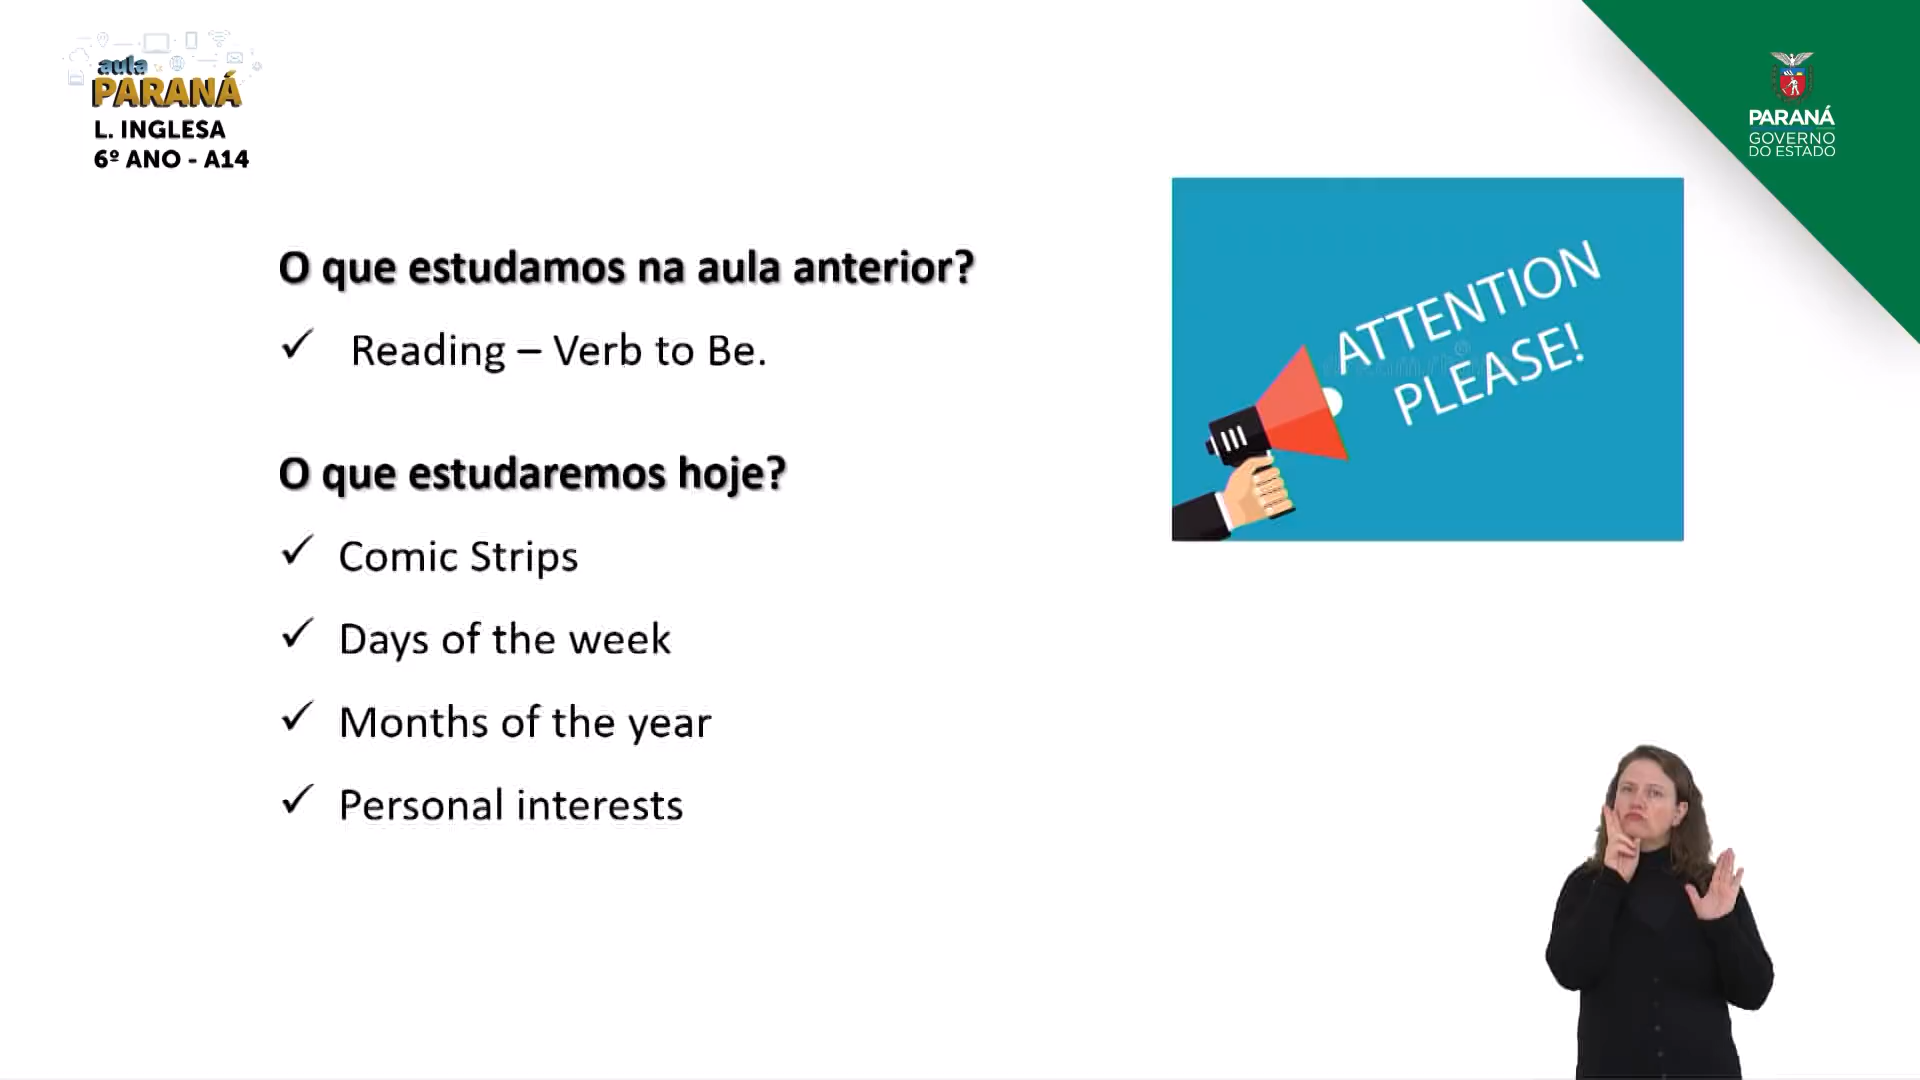 aula
PARANÁ
L. INGLESA
6º ANO - A14
PARANÁ
GOVERNO
DO ESTADO
O que estudamos na aula anterior?
Reading – Verb to Be.
O que estudaremos hoje?
Comic Strips
Days of the week
Months of the year
Personal interests
ATTENTION
PLEASE!